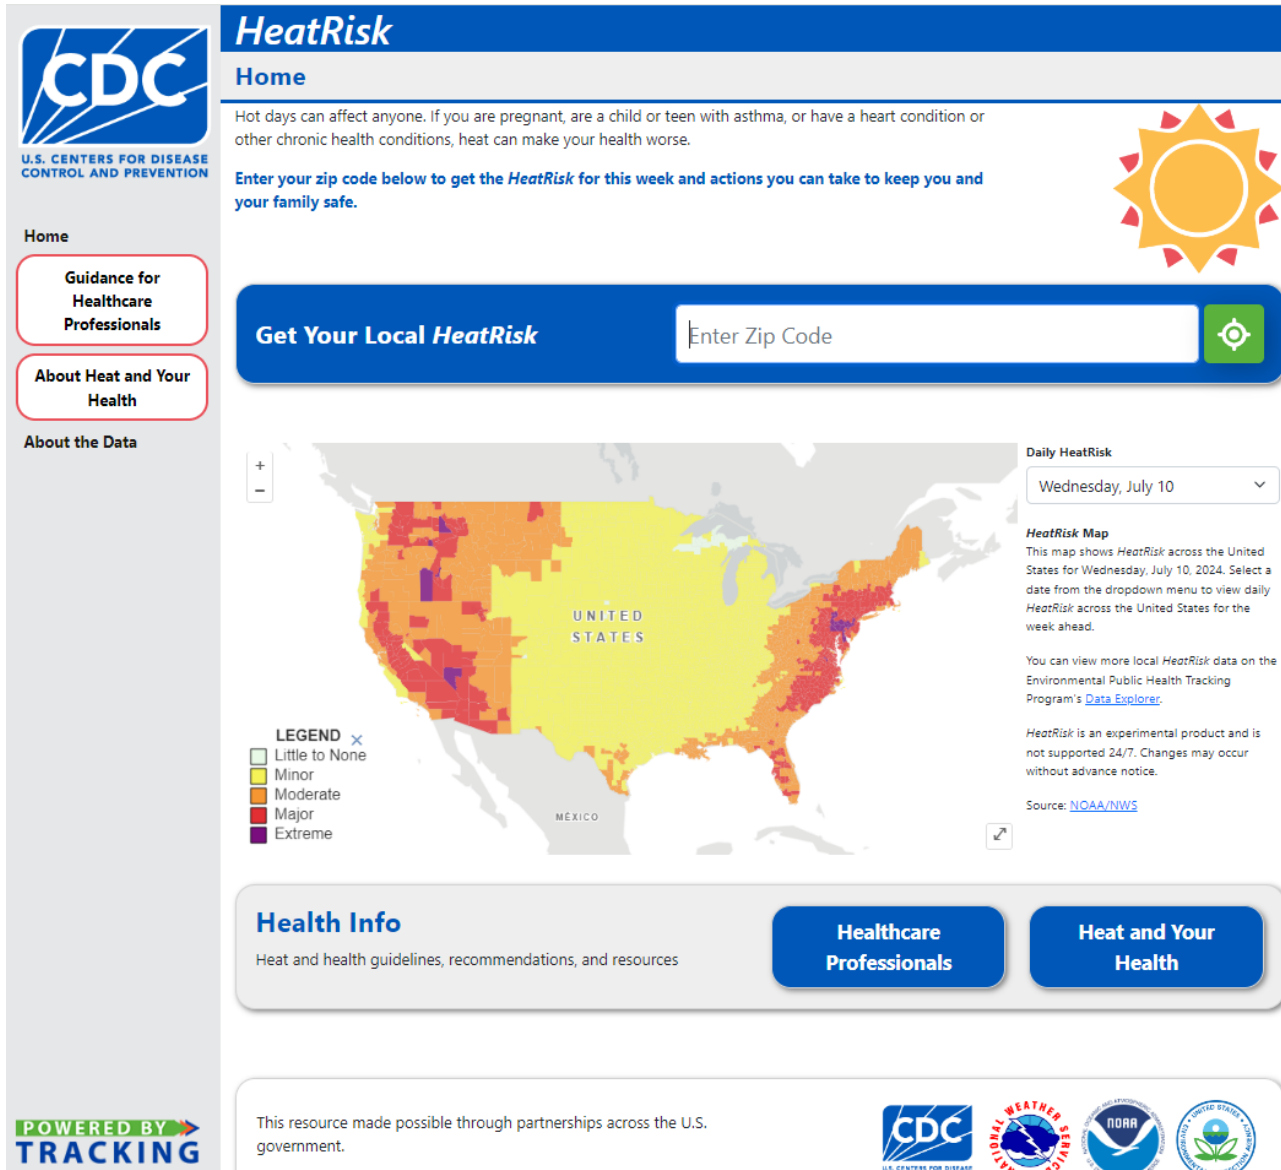 CDC
U.S. CENTERS FOR DISEASE
CONTROL AND PREVENTION
Home
Guidance for
Healthcare
Professionals
About Heat and Your
Health
About the Data
POWERED BY
TRACKING
HeatRisk
Home
Hot days can affect anyone. If you are pregnant, are a child or teen with asthma, or have a heart condition or
other chronic health conditions, heat can make your health worse.
Enter your zip code below to get the HeatRisk for this week and actions you can take to keep you and
your family safe.
Get Your Local HeatRisk
Enter Zip Code
+
−
UNITED
STATES
MÉXICO
LEGEND
Little to None
Minor
Moderate
Major
Extreme
Daily HeatRisk
Wednesday, July 10
HeatRisk Map
This map shows HeatRisk across the United
States for Wednesday, July 10, 2024. Select a
date from the dropdown menu to view daily
HeatRisk across the United States for the
week ahead.
You can view more local HeatRisk data on the
Environmental Public Health Tracking
Program's Data Explorer.
HeatRisk is an experimental product and is
not supported 24/7. Changes may occur
without advance notice.
Source: NOAA/NWS
Health Info
Heat and health guidelines, recommendations, and resources
Healthcare
Professionals
Heat and Your
Health
This resource made possible through partnerships across the U.S.
government.
CDC
U.S. CENTERS FOR DISEASE
NATIONAL WEATHER SERVICE
NOAA
UNITED STATES